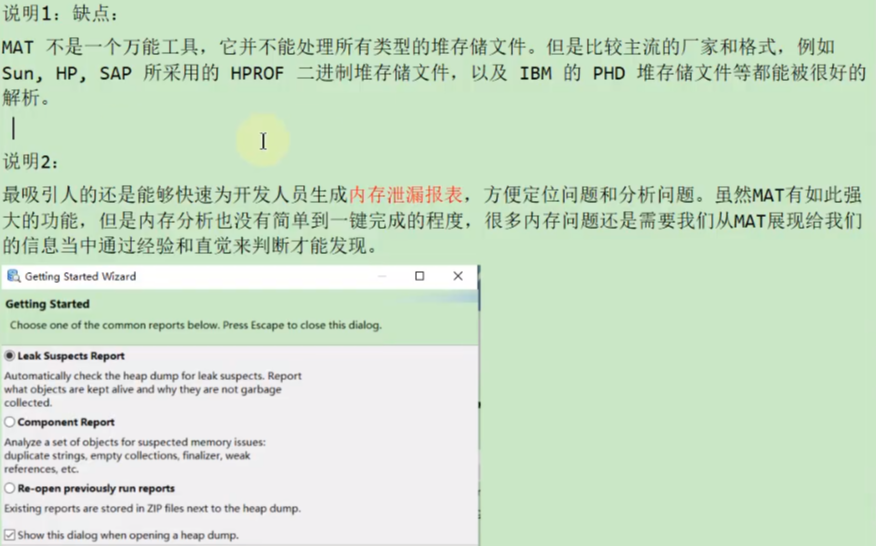 说明1：缺点：
MAT 不是一个万能工具，它并不能处理所有类型的堆存储文件。但是比较主流的厂家和格式，例如
Sun, HP, SAP 所采用的 HPROF 二进制堆存储文件，以及 IBM 的 PHD 堆存储文件等都能被很好的
解析。
说明2：
最吸引人的还是能够快速为开发人员生成内存泄漏报表，方便定位问题和分析问题。虽然MAT有如此强
大的功能，但是内存分析也没有简单到一键完成的程度，很多内存问题还是需要我们从MAT展现给我们
的信息当中通过经验和直觉来判断才能发现。
Getting Started Wizard
Getting Started
Choose one of the common reports below. Press Escape to close this dialog.
Leak Suspects Report
Automatically check the heap dump for leak suspects. Report
what objects are kept alive and why they are not garbage
collected.
Component Report
Analyze a set of objects for suspected memory issues:
duplicate strings, empty collections, finalizer, weak
references, etc.
Re-open previously run reports
Existing reports are stored in ZIP files next to the heap dump.
Show this dialog when opening a heap dump.